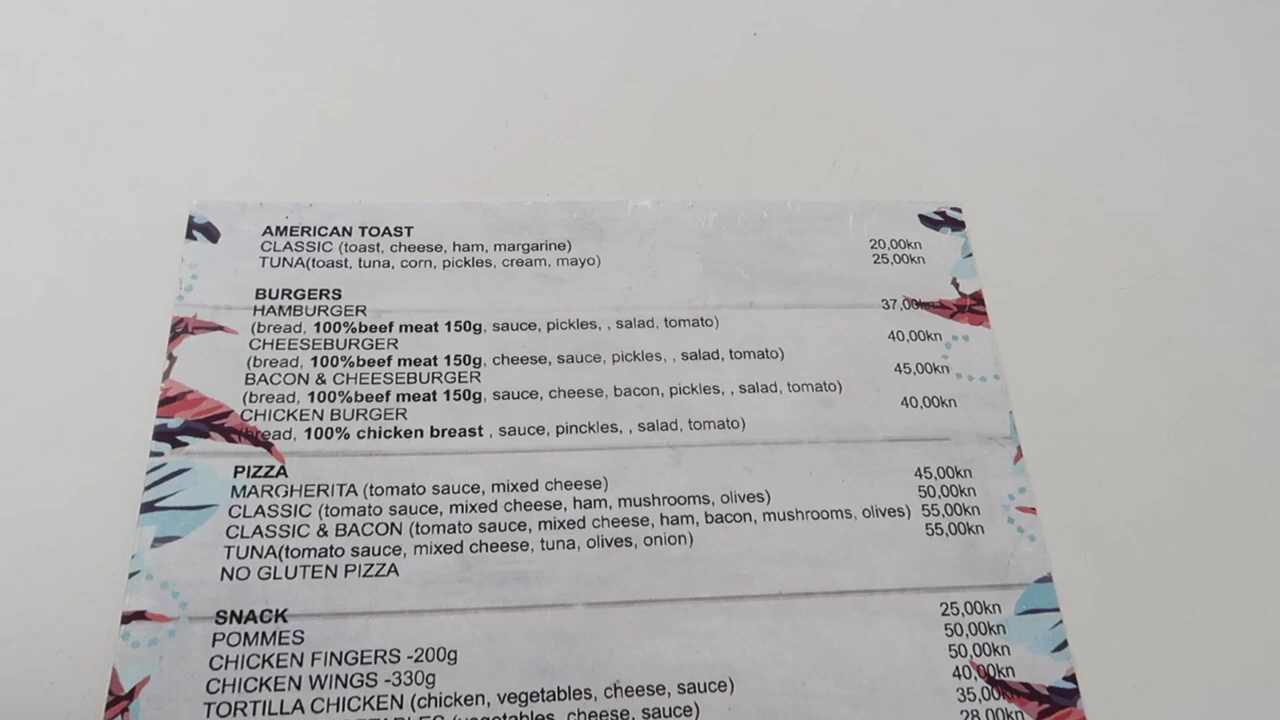 AMERICAN TOAST
CLASSIC (toast, cheese, ham, margarine) 20,00kn
TUNA(toast, tuna, corn, pickles, cream, mayo) 25,00kn
BURGERS
HAMBURGER 37,00kn
(bread, 100%beef meat 150g, sauce, pickles, , salad, tomato)
CHEESEBURGER 40,00kn
(bread, 100%beef meat 150g, cheese, sauce, pickles, , salad, tomato)
BACON & CHEESEBURGER 45,00kn
(bread, 100%beef meat 150g, sauce, cheese, bacon, pickles, , salad, tomato)
CHICKEN BURGER 40,00kn
(bread, 100% chicken breast , sauce, pinckles, , salad, tomato)
PIZZA
MARGHERITA (tomato sauce, mixed cheese) 45,00kn
CLASSIC (tomato sauce, mixed cheese, ham, mushrooms, olives) 50,00kn
CLASSIC & BACON (tomato sauce, mixed cheese, ham, bacon, mushrooms, olives) 55,00kn
TUNA(tomato sauce, mixed cheese, tuna, olives, onion) 55,00kn
NO GLUTEN PIZZA
SNACK
POMMES 25,00kn
CHICKEN FINGERS -200g 50,00kn
CHICKEN WINGS -330g 50,00kn
TORTILLA CHICKEN (chicken, vegetables, cheese, sauce) 40,00kn
(vegetables, cheese, sauce) 35,00kn
28,00kn